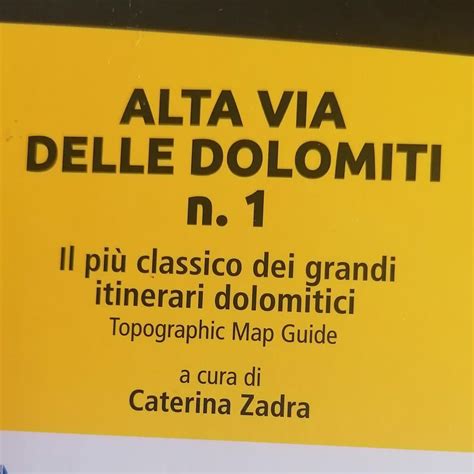 ALTA VIA
DELLE DOLOMITI
n. 1
Il più classico dei grandi
itinerari dolomitici
Topographic Map Guide
a cura di
Caterina Zadra